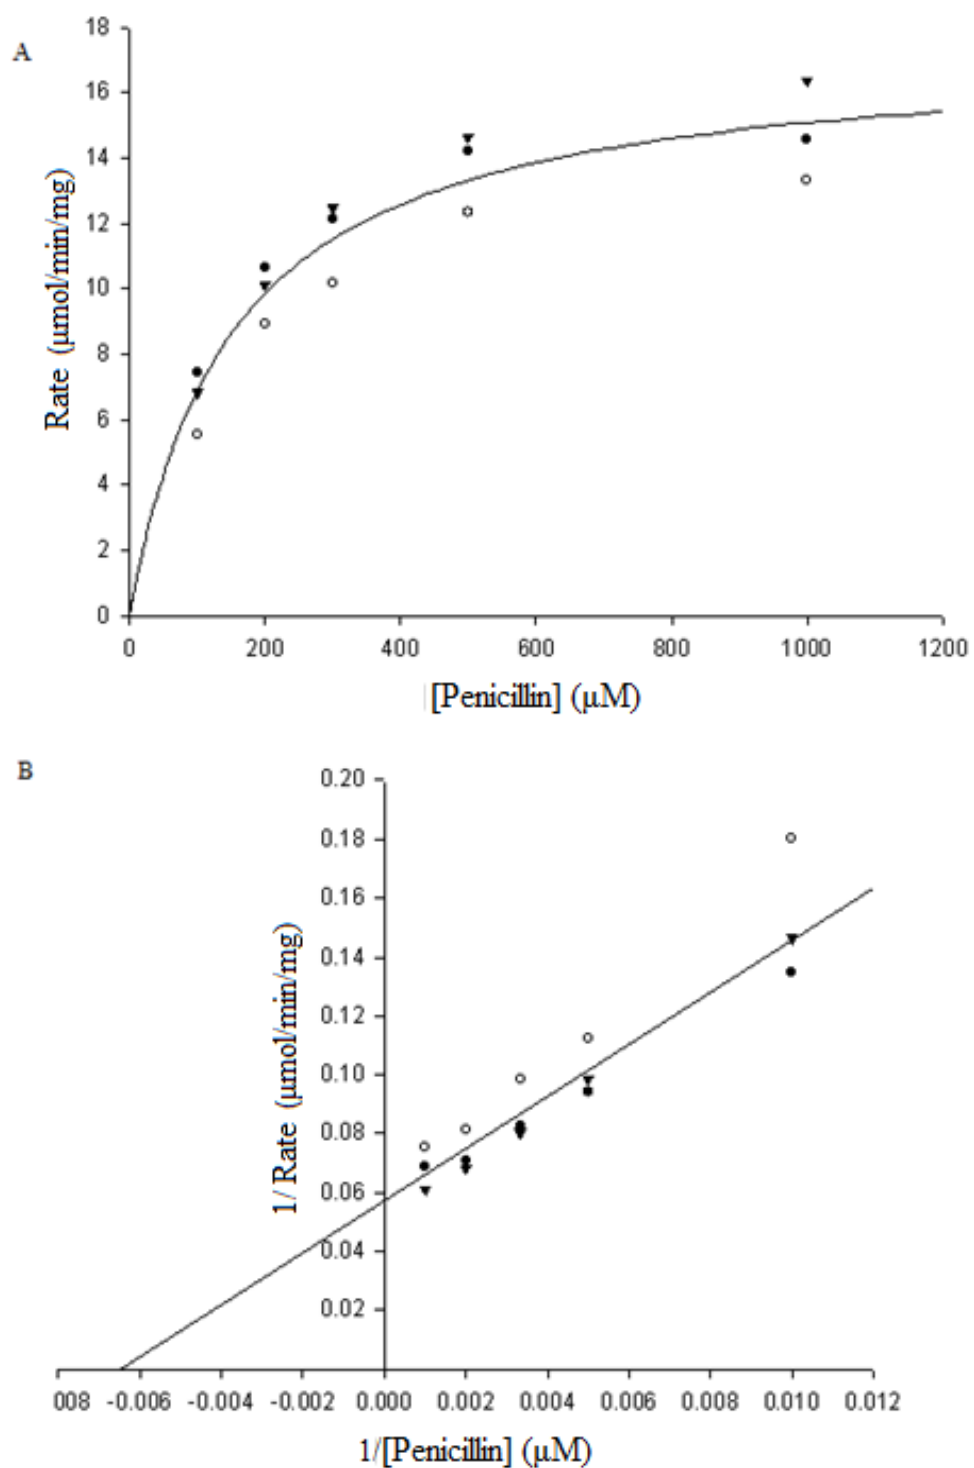 A
18
16
14
12
10
8
6
4
2
0
Rate (µmol/min/mg)
0 200 400 600 800 1000 1200
[Penicillin] (µM)
B
0.20
0.18
0.16
0.14
0.12
0.10
0.08
0.06
0.04
0.02
1/ Rate (µmol/min/mg)
008 -0.006 -0.004 -0.002 0.000 0.002 0.004 0.006 0.008 0.010 0.012
1/[Penicillin] (µM)